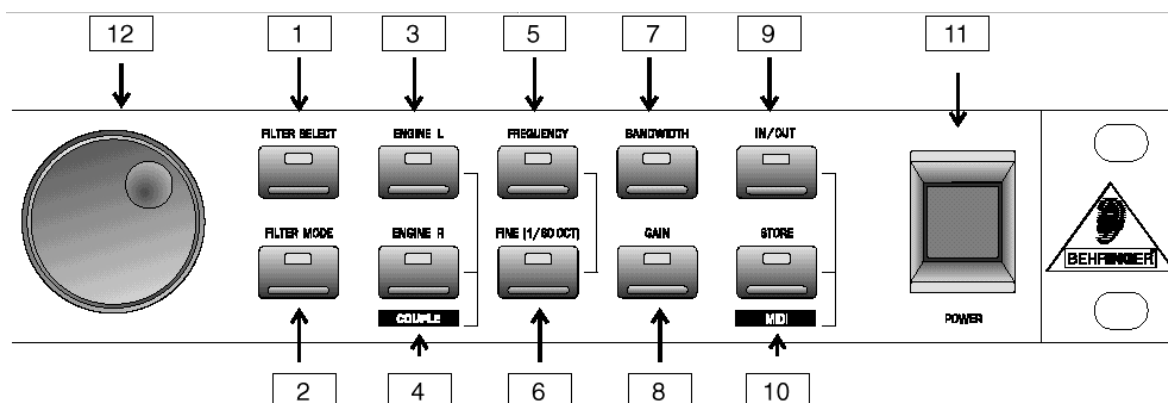 12 1 3 5 7 9 11
FILTER SELECT ENGINE L FREQUENCY BANDWIDTH IN/OUT
FILTER MODE ENGINE R FINE (1/60 OCT) GAIN STORE
BEHRINGER
COUPLE MIDI POWER
2 4 6 8 10